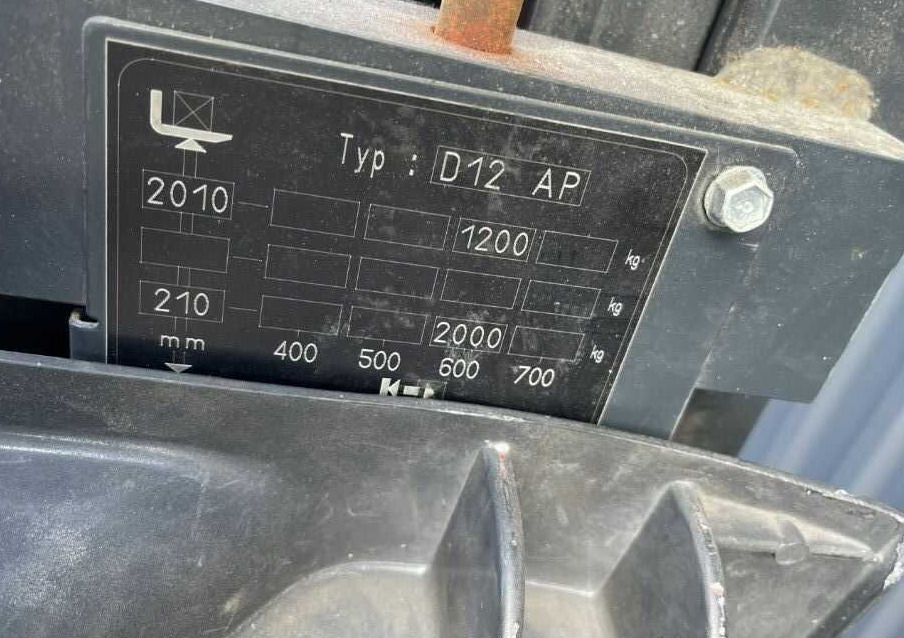 Typ : D12 AP
2010 1200 kg
kg
210 2000 kg
mm 400 500 600 700